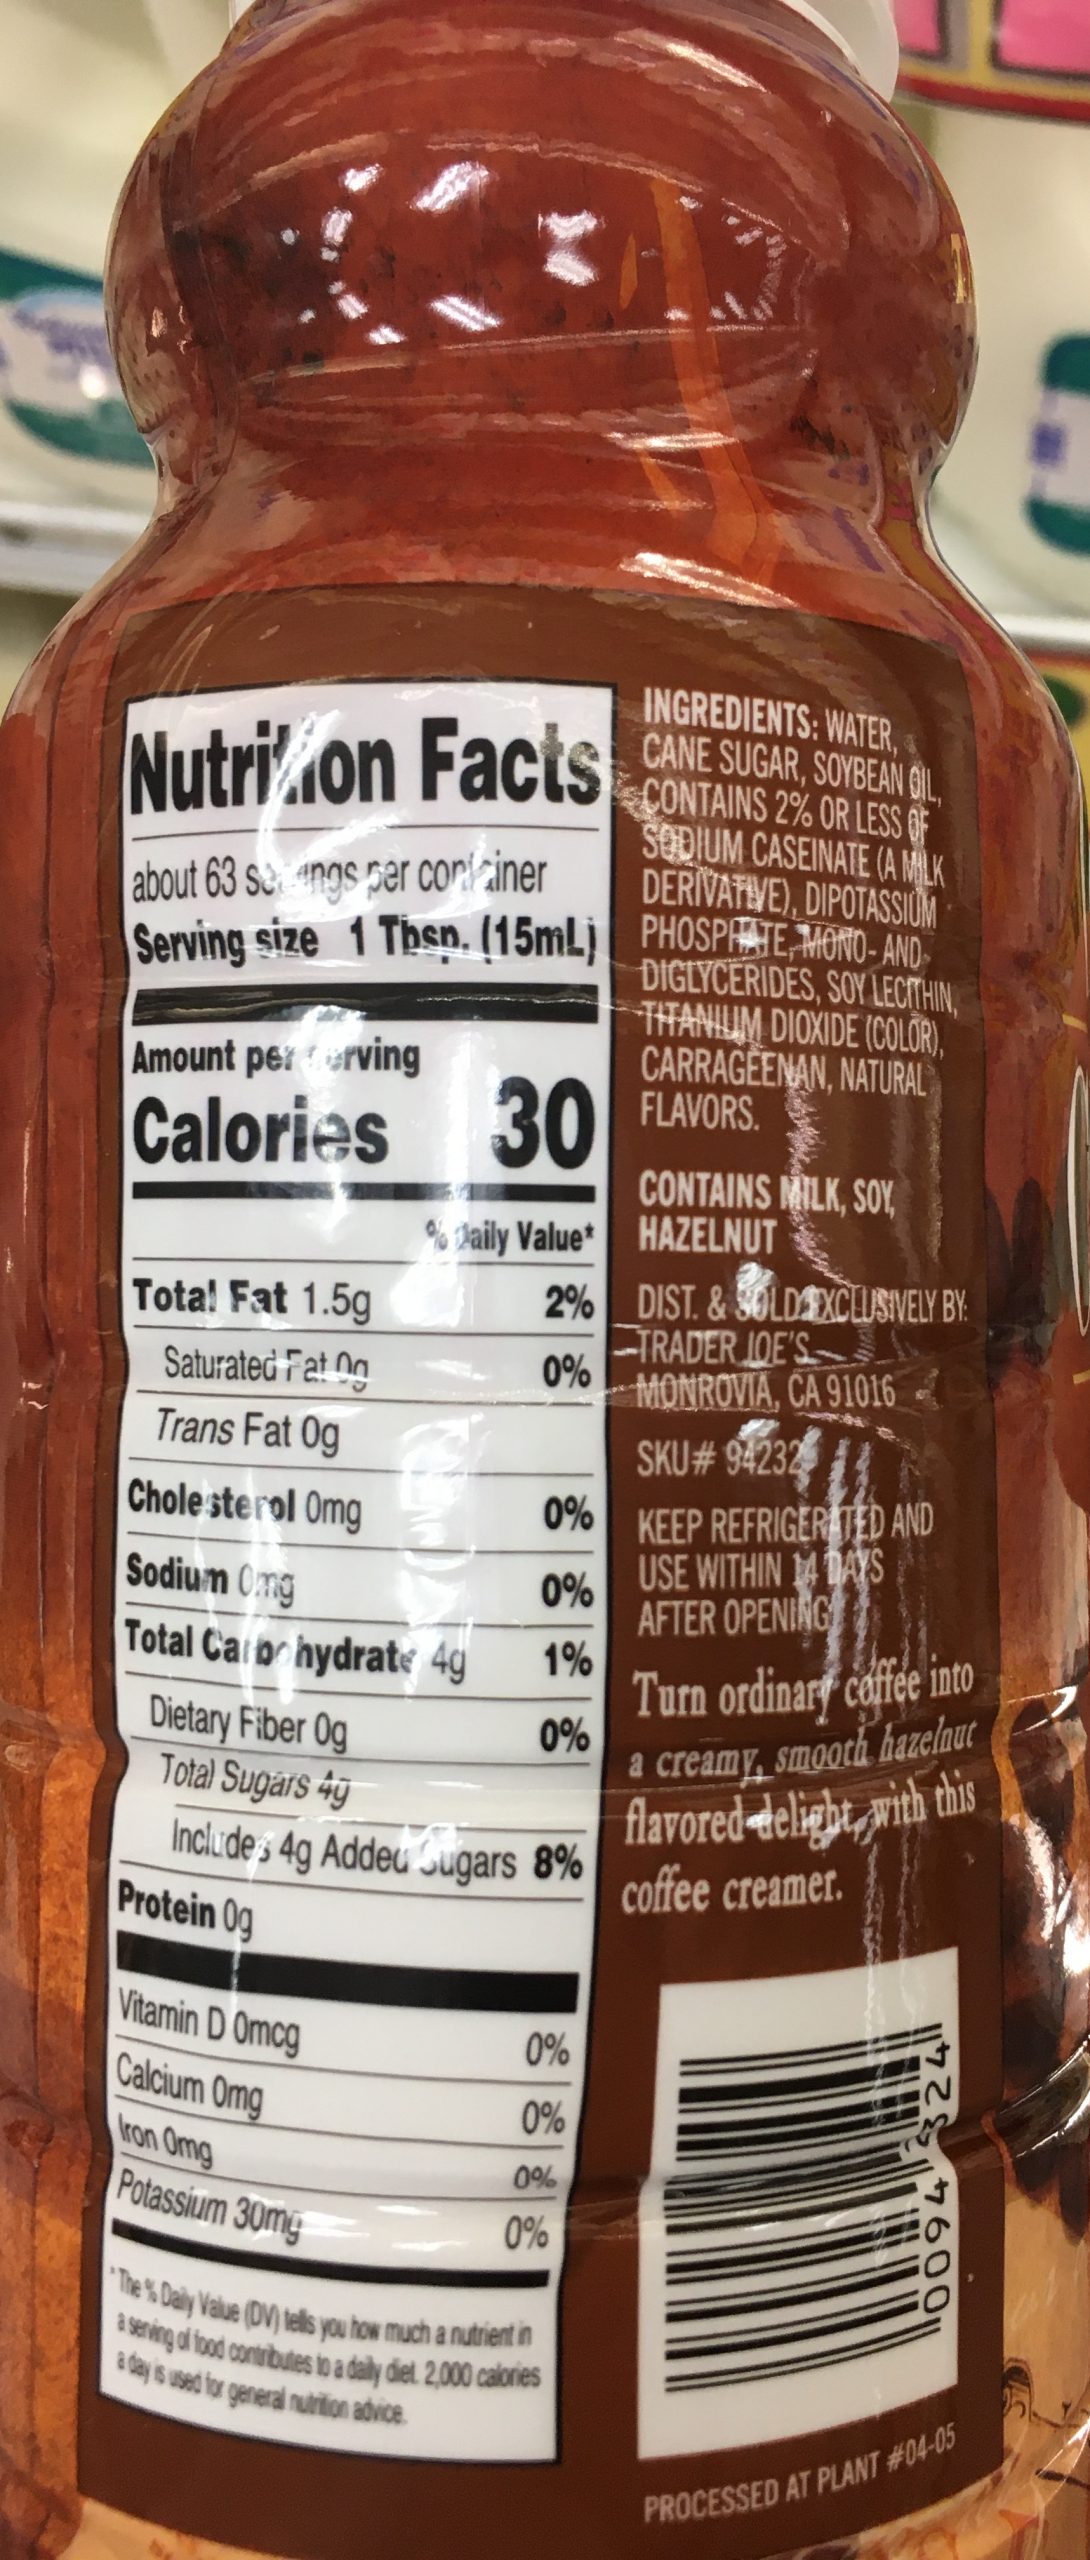 Nutrition Facts
about 63 servings per container
Serving size 1 Tbsp. (15mL)
Amount per serving
Calories 30
% Daily Value*
Total Fat 1.5g 2%
Saturated Fat 0g 0%
Trans Fat 0g
Cholesterol 0mg 0%
Sodium 0mg 0%
Total Carbohydrate 4g 1%
Dietary Fiber 0g 0%
Total Sugars 4g
Includes 4g Added Sugars 8%
Protein 0g
Vitamin D 0mcg 0%
Calcium 0mg 0%
Iron 0mg 0%
Potassium 30mg 0%
* The % Daily Value (DV) tells you how much a nutrient in
a serving of food contributes to a daily diet. 2,000 calories
a day is used for general nutrition advice.
INGREDIENTS: WATER,
CANE SUGAR, SOYBEAN OIL,
CONTAINS 2% OR LESS OF
SODIUM CASEINATE (A MILK
DERIVATIVE), DIPOTASSIUM
PHOSPHATE, MONO- AND
DIGLYCERIDES, SOY LECITHIN,
TITANIUM DIOXIDE (COLOR),
CARRAGEENAN, NATURAL
FLAVORS.
CONTAINS MILK, SOY,
HAZELNUT
DIST. & SOLD EXCLUSIVELY BY:
TRADER JOE'S
MONROVIA, CA 91016
SKU# 94232
KEEP REFRIGERATED AND
USE WITHIN 14 DAYS
AFTER OPENING
Turn ordinary coffee into
a creamy, smooth hazelnut
flavored delight, with this
coffee creamer.
0094 2324
PROCESSED AT PLANT #04-05